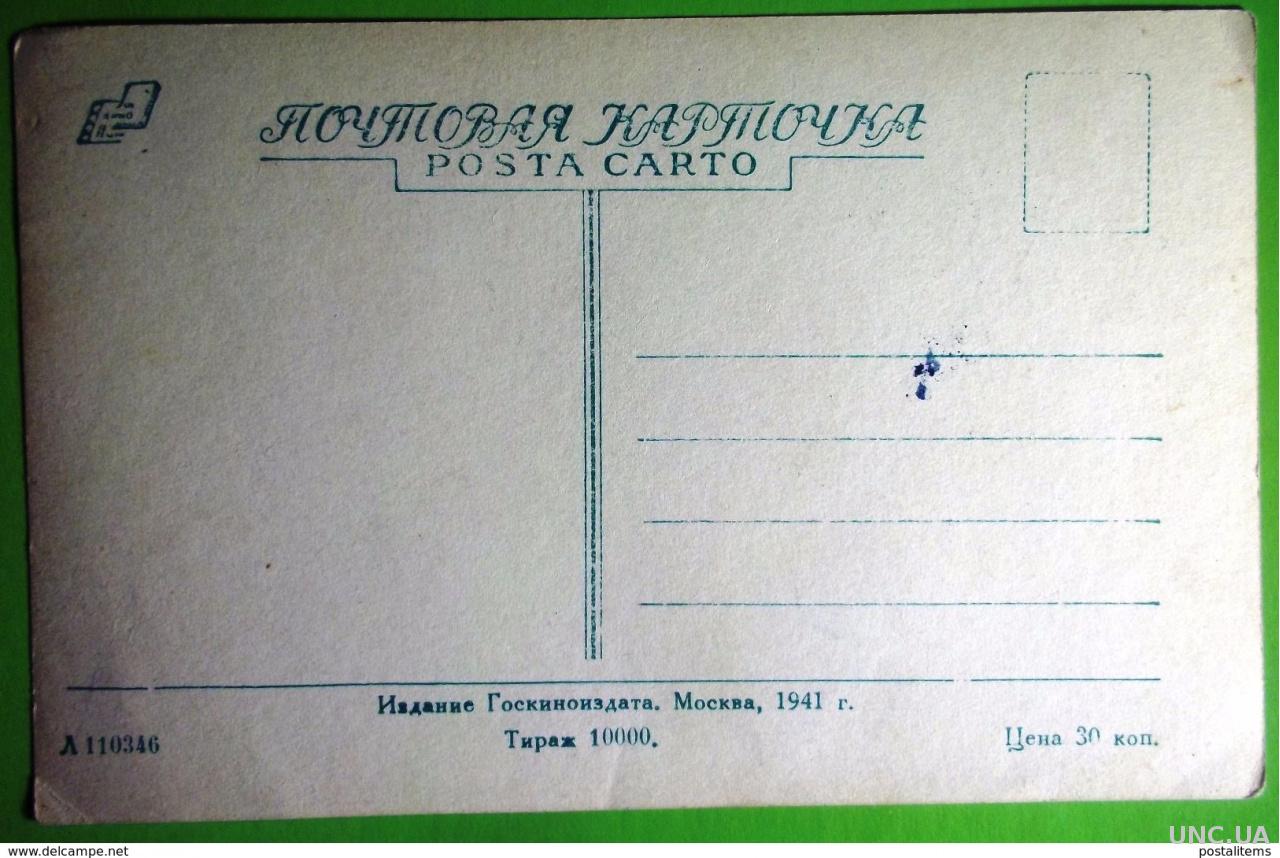 ПОЧТОВАЯ КАРТОЧКА
POSTA CARTO
Издание Госкиноиздата. Москва, 1941 г.
Л 110346
Тираж 10000.
Цена 30 коп.
UNC.UA
www.delcampe.net
postalitems